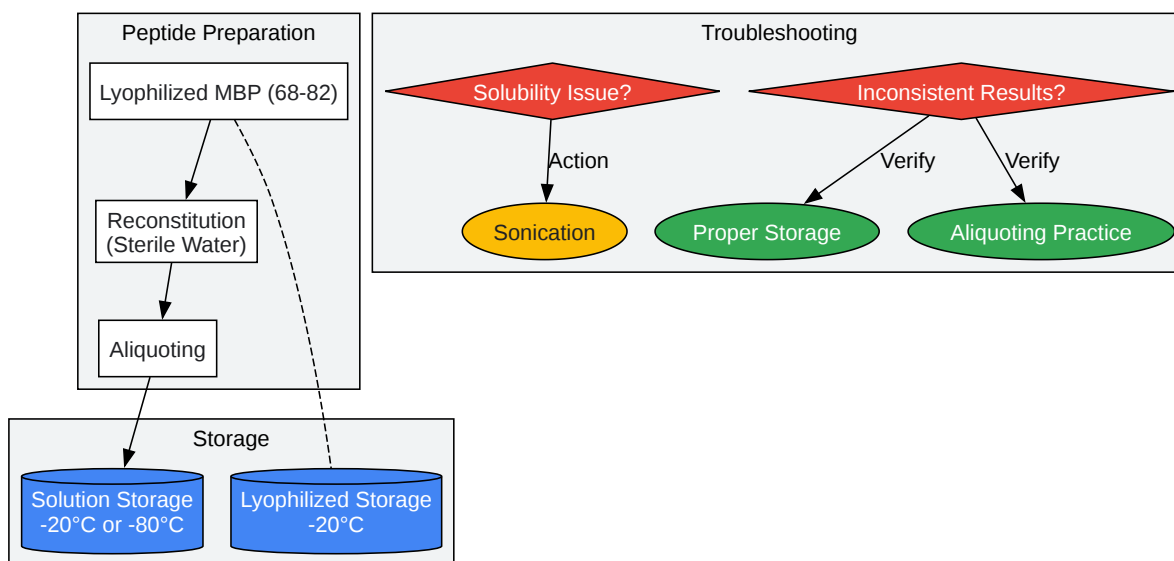 Peptide Preparation
Lyophilized MBP (68-82)
Reconstitution
(Sterile Water)
Aliquoting
Storage
Solution Storage
-20°C or -80°C
Lyophilized Storage
-20°C
Troubleshooting
Solubility Issue?
Action
Sonication
Inconsistent Results?
Verify
Verify
Proper Storage
Aliquoting Practice